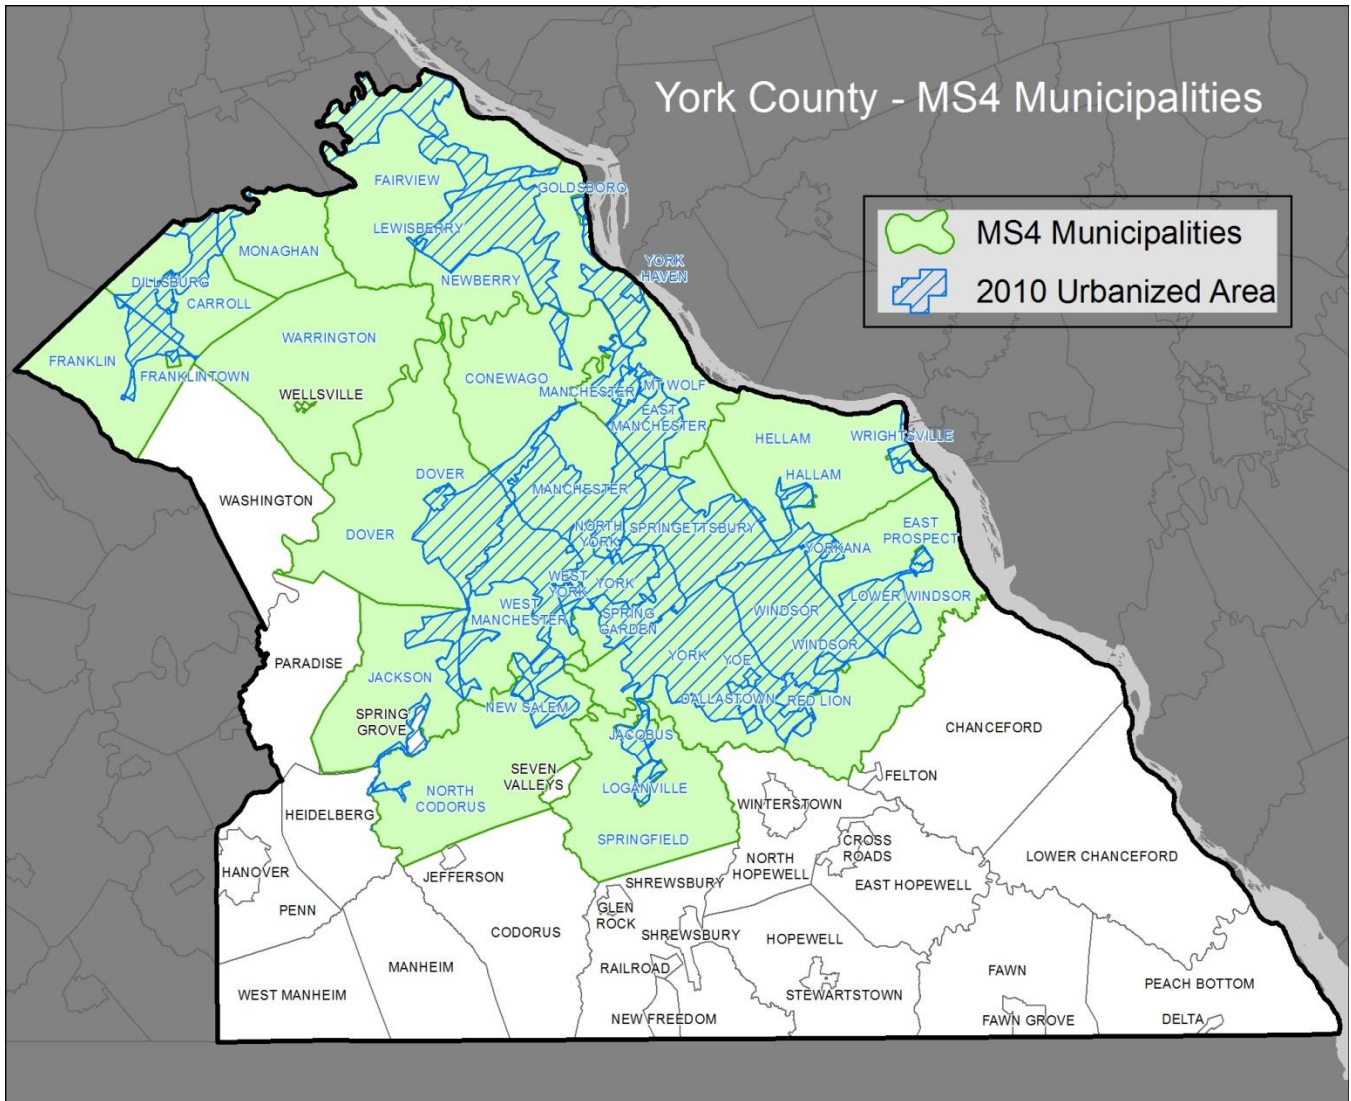 York County - MS4 Municipalities
MS4 Municipalities
2010 Urbanized Area
FAIRVIEW
GOLDSBORO
LEWISBERRY
MONAGHAN
YORK
HAVEN
NEWBERRY
DILLSBURG
CARROLL
WARRINGTON
FRANKLIN
FRANKLINTOWN
WELLSVILLE
CONEWAGO
MANCHESTER
MT WOLF
EAST
MANCHESTER
HELLAM
WRIGHTSVILLE
HALLAM
DOVER
MANCHESTER
WASHINGTON
DOVER
NORTH
YORK
SPRINGETTSBURY
EAST
PROSPECT
YORKANA
WEST
YORK
YORK
LOWER WINDSOR
WEST
MANCHESTER
SPRING
GARDEN
WINDSOR
WINDSOR
PARADISE
YORK
YOE
JACKSON
DALLASTOWN
RED LION
NEW SALEM
SPRING
GROVE
JACOBUS
CHANCEFORD
SEVEN
VALLEYS
FELTON
NORTH
CODORUS
LOGANVILLE
WINTERSTOWN
HEIDELBERG
SPRINGFIELD
CROSS
ROADS
NORTH
HOPEWELL
LOWER CHANCEFORD
HANOVER
JEFFERSON
SHREWSBURY
EAST HOPEWELL
PENN
GLEN
ROCK
CODORUS
SHREWSBURY
HOPEWELL
MANHEIM
RAILROAD
FAWN
PEACH BOTTOM
WEST MANHEIM
STEWARTSTOWN
NEW FREEDOM
FAWN GROVE
DELTA